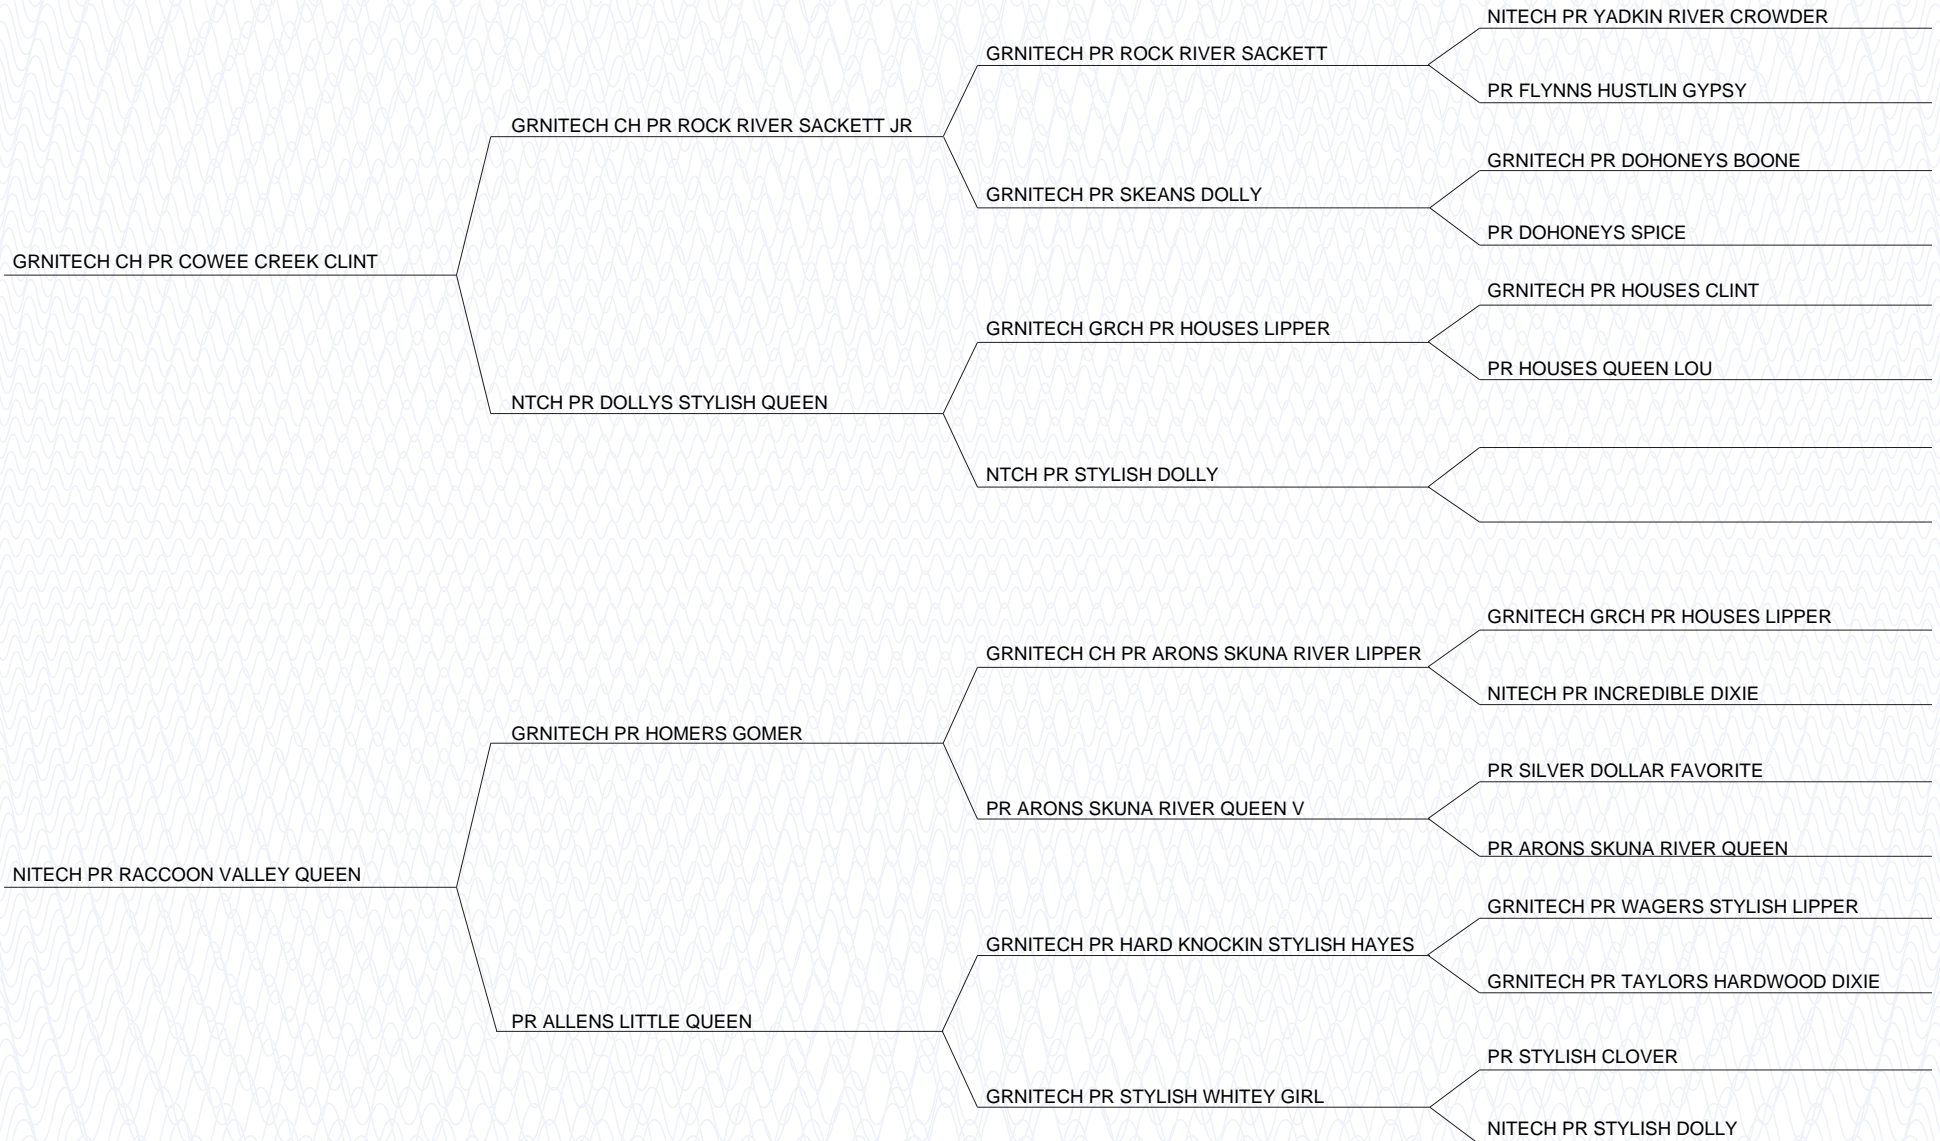 NITECH PR YADKIN RIVER CROWDER
GRNITECH PR ROCK RIVER SACKETT
PR FLYNNS HUSTLIN GYPSY
GRNITECH CH PR ROCK RIVER SACKETT JR
GRNITECH PR DOHONEYS BOONE
GRNITECH PR SKEANS DOLLY
PR DOHONEYS SPICE
GRNITECH CH PR COWEE CREEK CLINT
GRNITECH PR HOUSES CLINT
GRNITECH GRCH PR HOUSES LIPPER
PR HOUSES QUEEN LOU
NTCH PR DOLLYS STYLISH QUEEN
NTCH PR STYLISH DOLLY
GRNITECH GRCH PR HOUSES LIPPER
GRNITECH CH PR ARONS SKUNA RIVER LIPPER
NITECH PR INCREDIBLE DIXIE
GRNITECH PR HOMERS GOMER
PR SILVER DOLLAR FAVORITE
PR ARONS SKUNA RIVER QUEEN V
PR ARONS SKUNA RIVER QUEEN
NITECH PR RACCOON VALLEY QUEEN
GRNITECH PR WAGERS STYLISH LIPPER
GRNITECH PR HARD KNOCKIN STYLISH HAYES
GRNITECH PR TAYLORS HARDWOOD DIXIE
PR ALLENS LITTLE QUEEN
PR STYLISH CLOVER
GRNITECH PR STYLISH WHITEY GIRL
NITECH PR STYLISH DOLLY